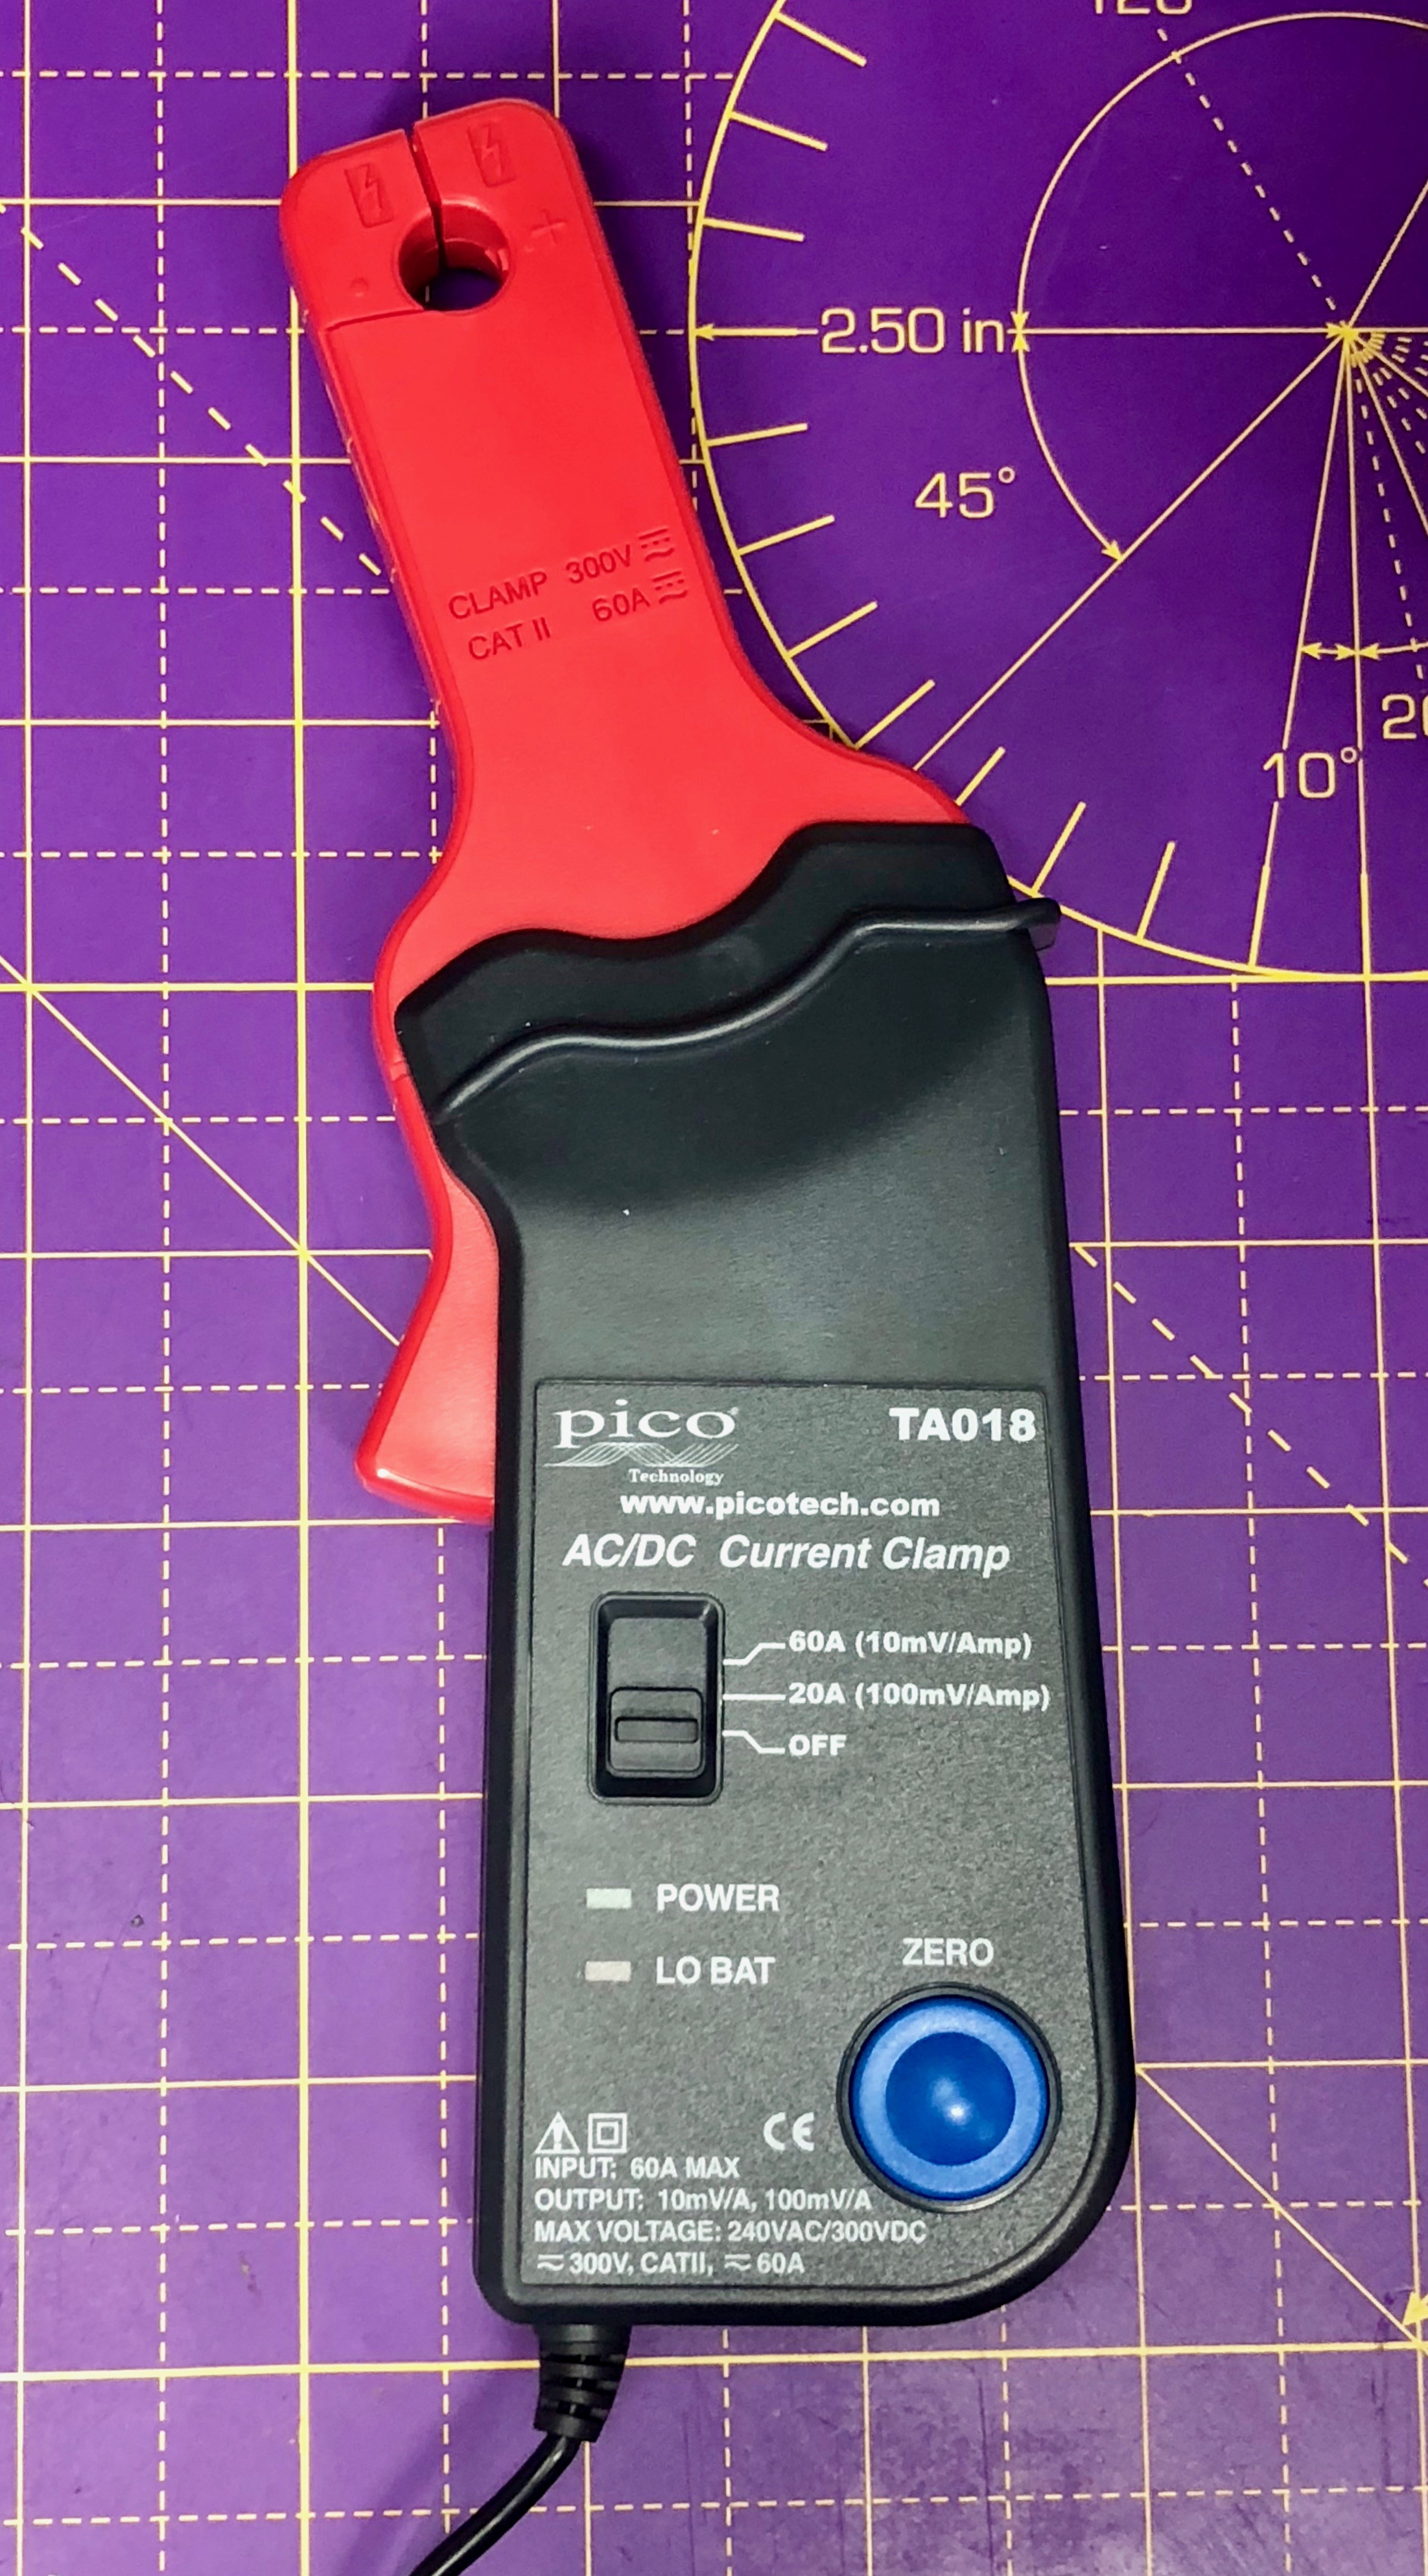 2.50 in
45°
10°
CLAMP 300V
CAT II 60A
pico
Technology
TA018
www.picotech.com
AC/DC Current Clamp
60A (10mV/Amp)
20A (100mV/Amp)
OFF
POWER
LO BAT
ZERO
CE
INPUT: 60A MAX
OUTPUT: 10mV/A, 100mV/A
MAX VOLTAGE: 240VAC/300VDC
≂ 300V, CATII, ≂ 60A